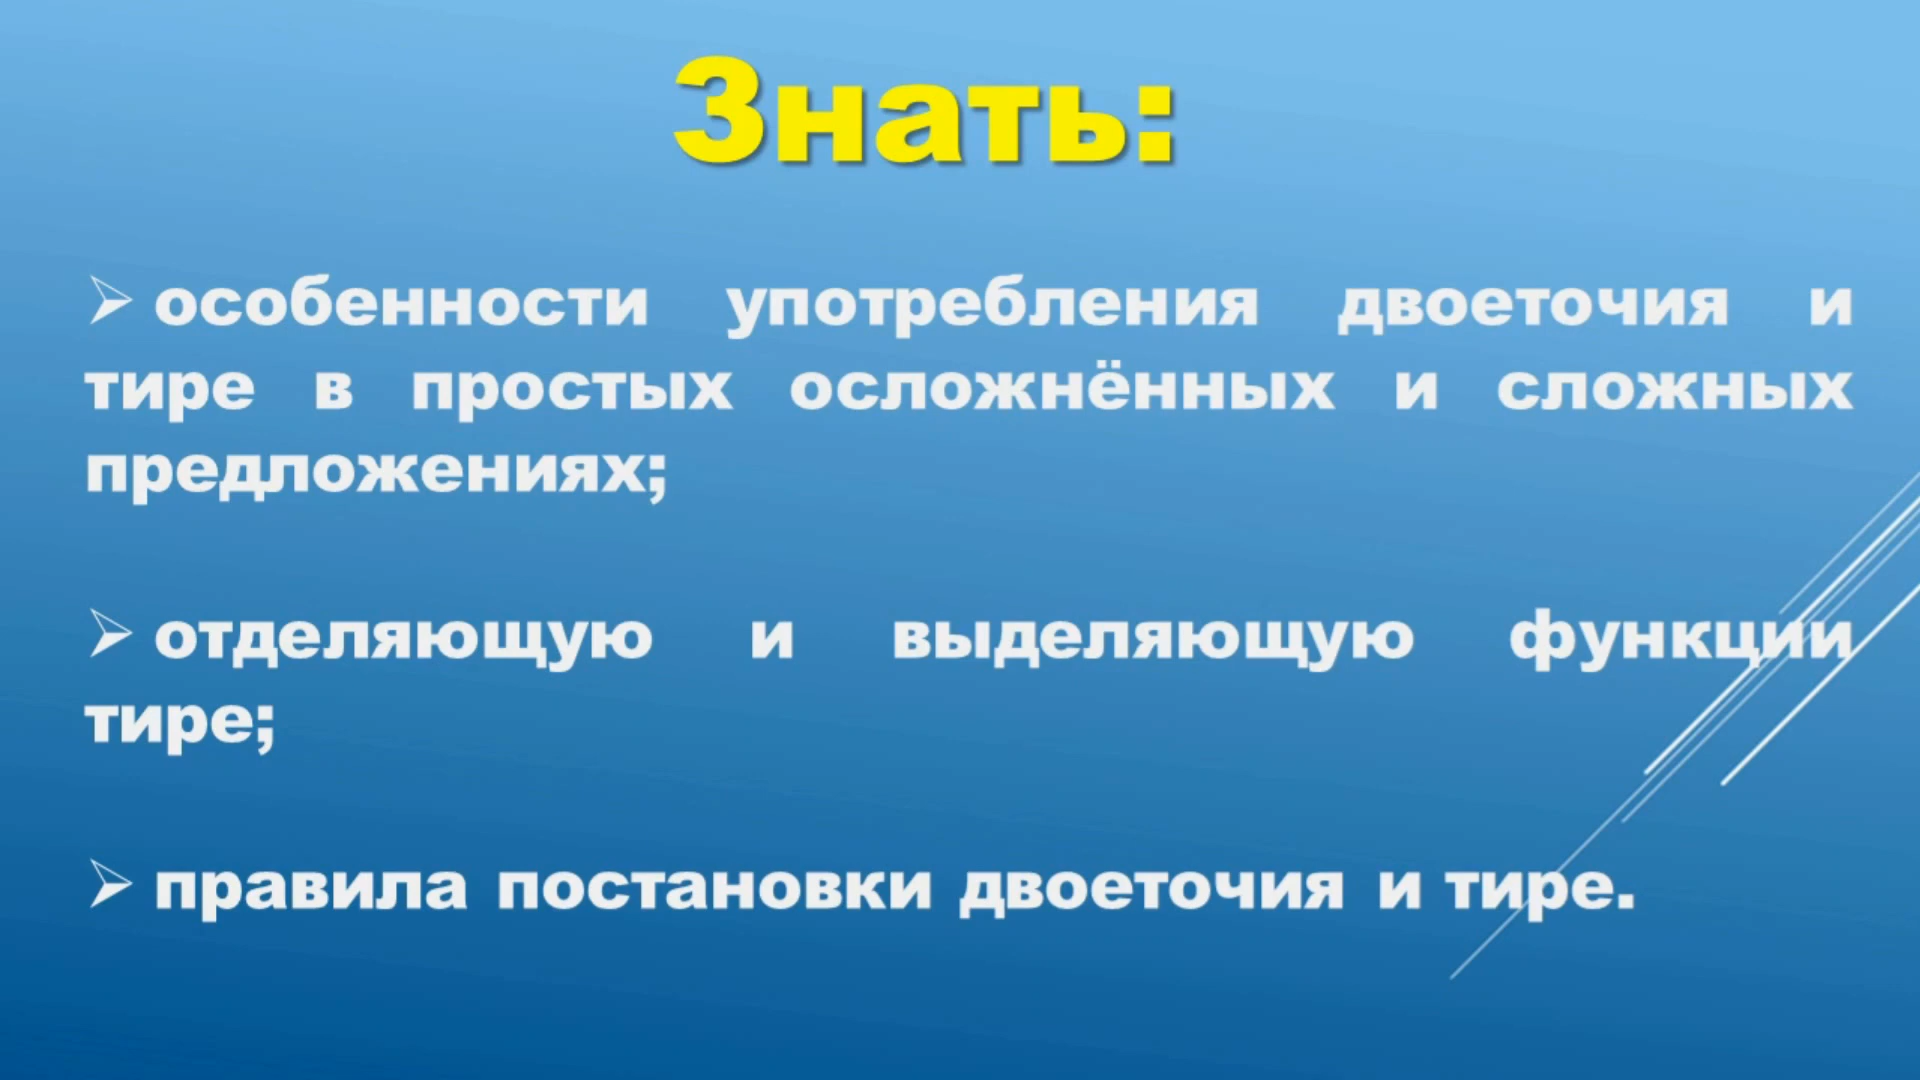 Знать:
➢ особенности употребления двоеточия и
тире в простых осложнённых и сложных
предложениях;
➢ отделяющую и выделяющую функции
тире;
➢ правила постановки двоеточия и тире.